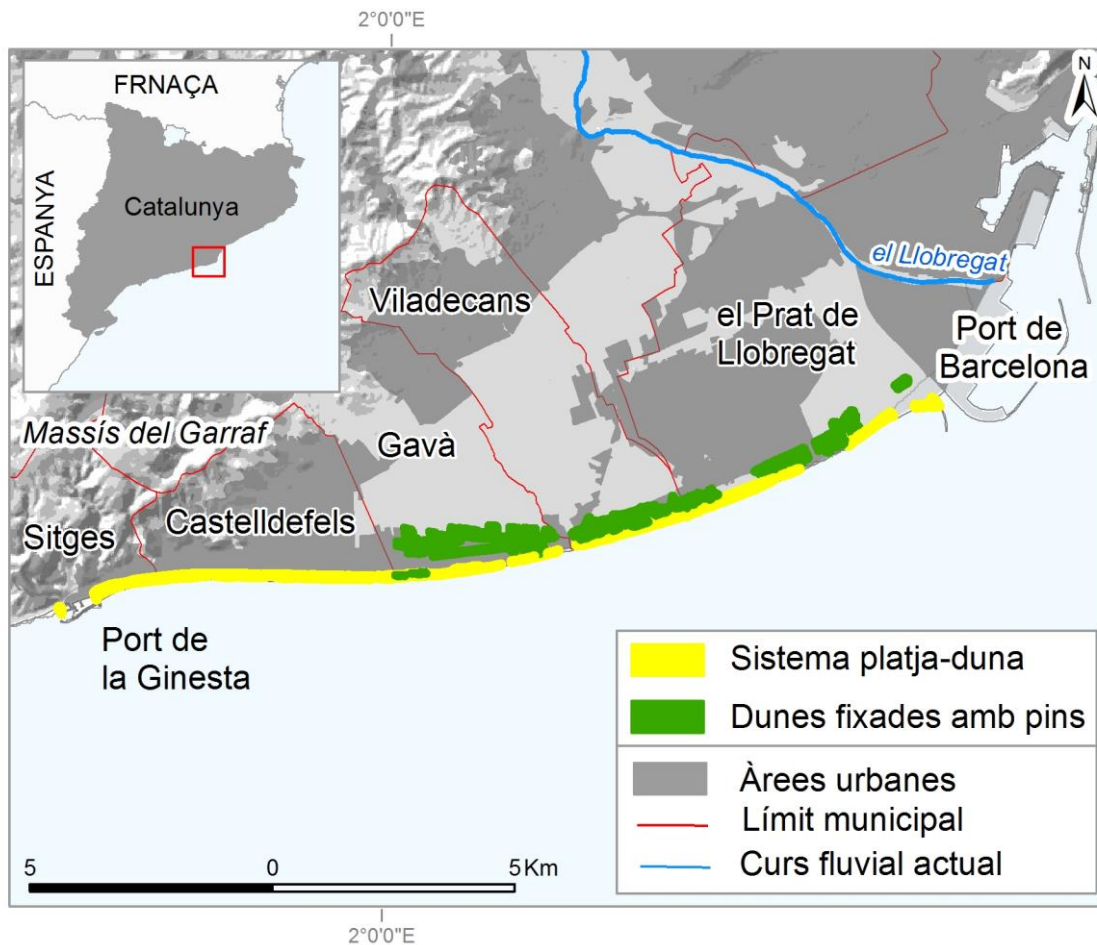 2°0'0"E
FRNAÇA
ESPANYA
Catalunya
N
el Llobregat
Viladecans
el Prat de
Llobregat
Port de
Barcelona
Massís del Garraf
Gavà
Sitges
Castelldefels
Port de
la Ginesta
Sistema platja-duna
Dunes fixades amb pins
Àrees urbanes
Límit municipal
Curs fluvial actual
5 0 5 Km
2°0'0"E